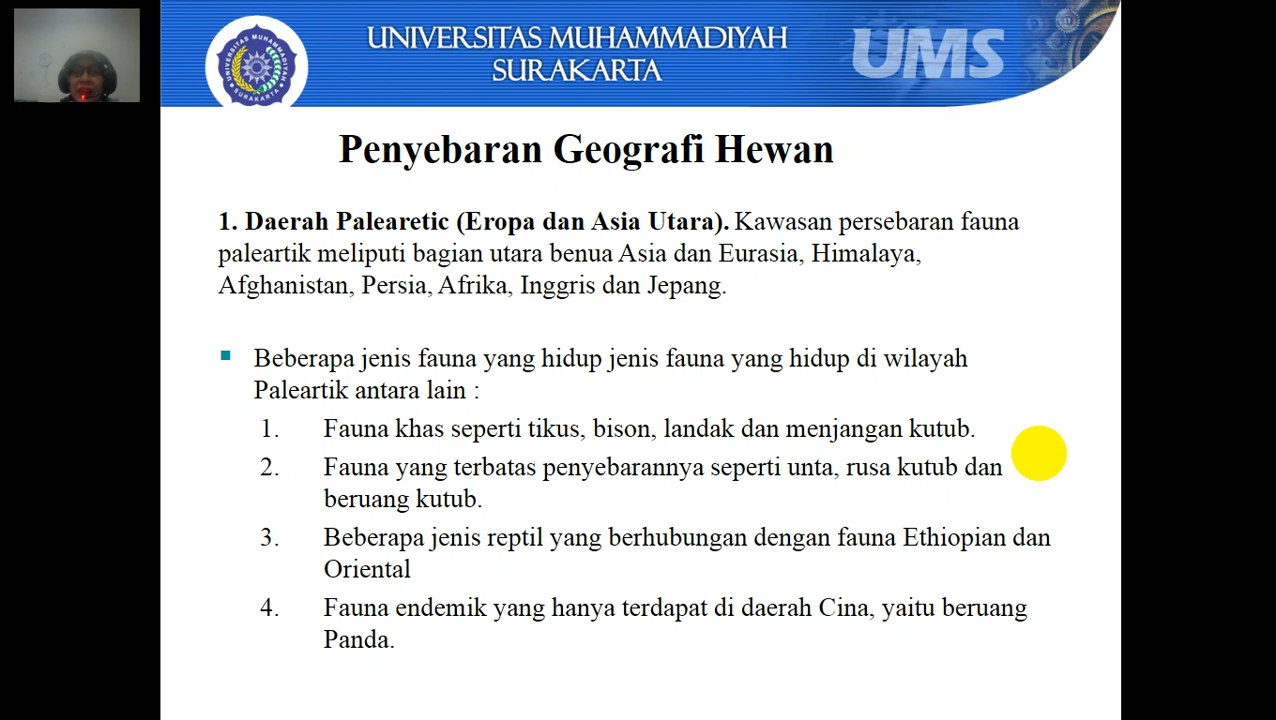 UNIVERSITAS MUHAMMADIYAH
SURAKARTA
UMS
UNIVERSITAS MUHAMMADIYAH
SURAKARTA
Penyebaran Geografi Hewan
1. Daerah Palearetic (Eropa dan Asia Utara). Kawasan persebaran fauna
paleartik meliputi bagian utara benua Asia dan Eurasia, Himalaya,
Afghanistan, Persia, Afrika, Inggris dan Jepang.
Beberapa jenis fauna yang hidup jenis fauna yang hidup di wilayah
Paleartik antara lain :
1. Fauna khas seperti tikus, bison, landak dan menjangan kutub.
2. Fauna yang terbatas penyebarannya seperti unta, rusa kutub dan
beruang kutub.
3. Beberapa jenis reptil yang berhubungan dengan fauna Ethiopian dan
Oriental
4. Fauna endemik yang hanya terdapat di daerah Cina, yaitu beruang
Panda.